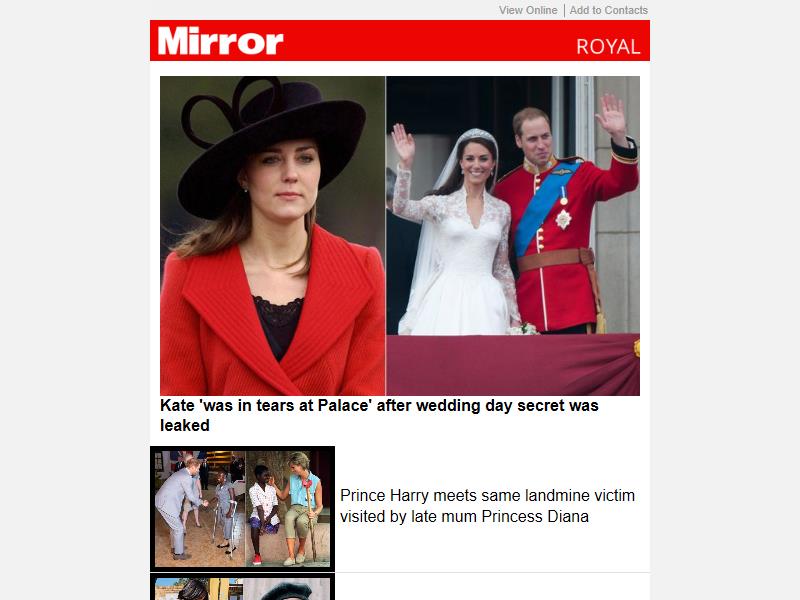 View Online | Add to Contacts
Mirror ROYAL
Kate 'was in tears at Palace' after wedding day secret was
leaked
Prince Harry meets same landmine victim
visited by late mum Princess Diana